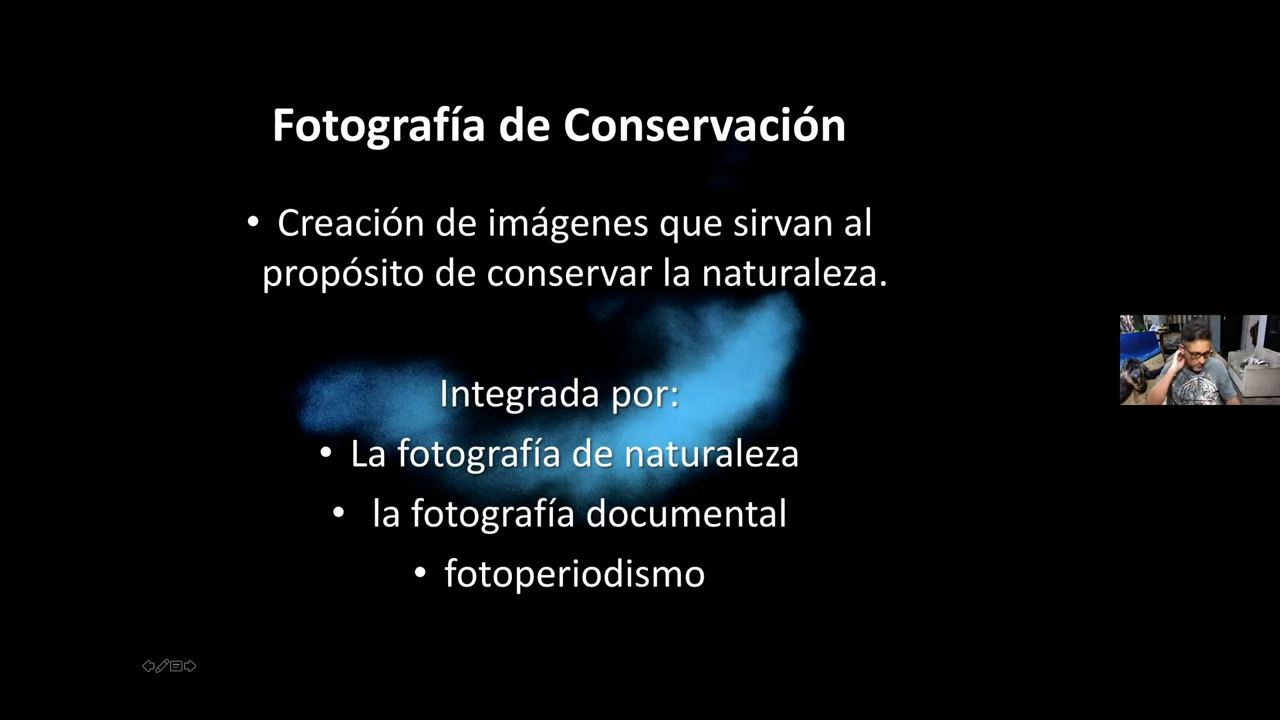 Fotografía de Conservación
• Creación de imágenes que sirvan al
propósito de conservar la naturaleza.
Integrada por:
• La fotografía de naturaleza
• la fotografía documental
• fotoperiodismo